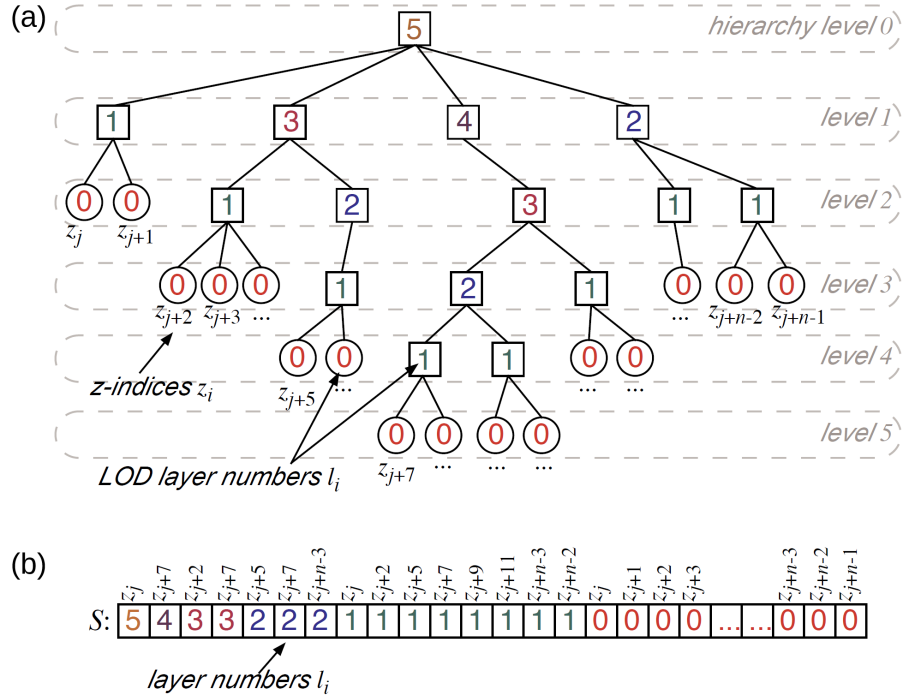 (a)
5 hierarchy level 0
1 3 4 2 level 1
0 0 1 2 3 1 1 level 2
z_j z_{j+1}
0 0 0 1 2 1 0 0 0 level 3
z_{j+2} z_{j+3} ... ... z_{j+n-2} z_{j+n-1}
0 0 1 1 0 0 level 4
z-indices z_i z_{j+5} ... ... ...
0 0 0 0 level 5
z_{j+7} ... ... ...
LOD layer numbers l_i
(b)
z_j z_{j+7} z_{j+2} z_{j+7} z_{j+5} z_{j+7} z_{j+n-3} z_j z_{j+2} z_{j+5} z_{j+7} z_{j+9} z_{j+11} z_{j+n-3} z_{j+n-2} z_j z_{j+1} z_{j+2} z_{j+3} z_{j+n-3} z_{j+n-2} z_{j+n-1}
S: 5 4 3 3 2 2 2 1 1 1 1 1 1 1 1 0 0 0 0 ... ... 0 0 0
layer numbers l_i